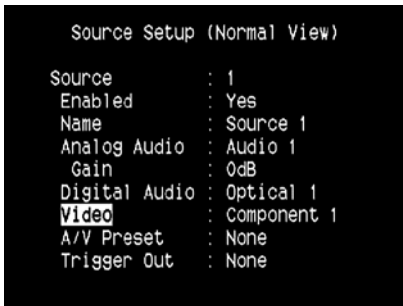 Source Setup (Normal View)
Source : 1
Enabled : Yes
Name : Source 1
Analog Audio : Audio 1
Gain : 0dB
Digital Audio : Optical 1
Video : Component 1
A/V Preset : None
Trigger Out : None